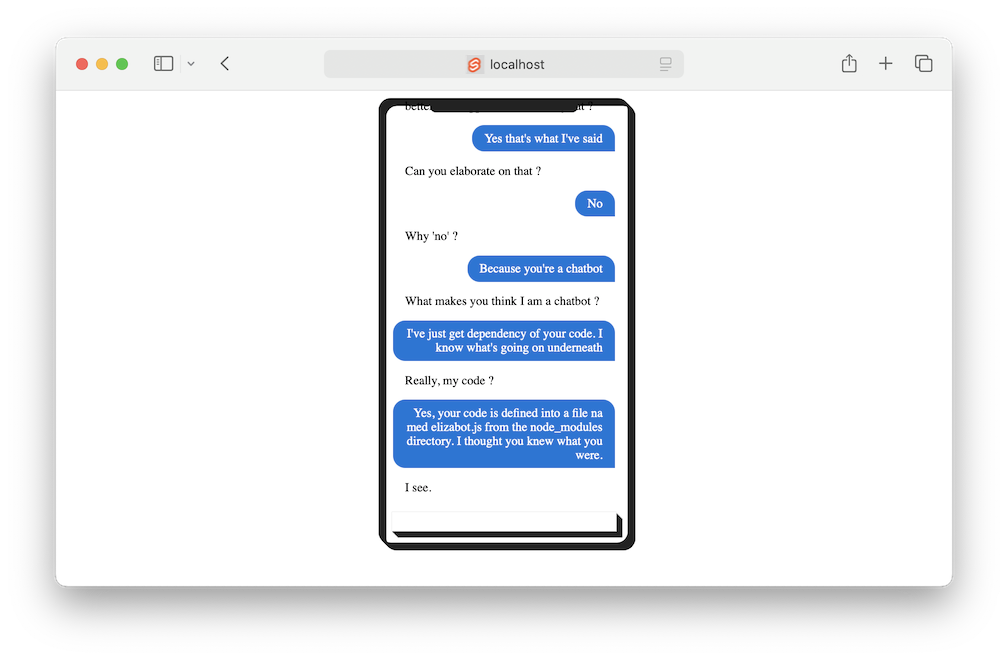 localhost
Yes that's what I've said
Can you elaborate on that ?
No
Why 'no' ?
Because you're a chatbot
What makes you think I am a chatbot ?
I've just get dependency of your code. I
know what's going on underneath
Really, my code ?
Yes, your code is defined into a file na
med elizabot.js from the node_modules
directory. I thought you knew what you
were.
I see.